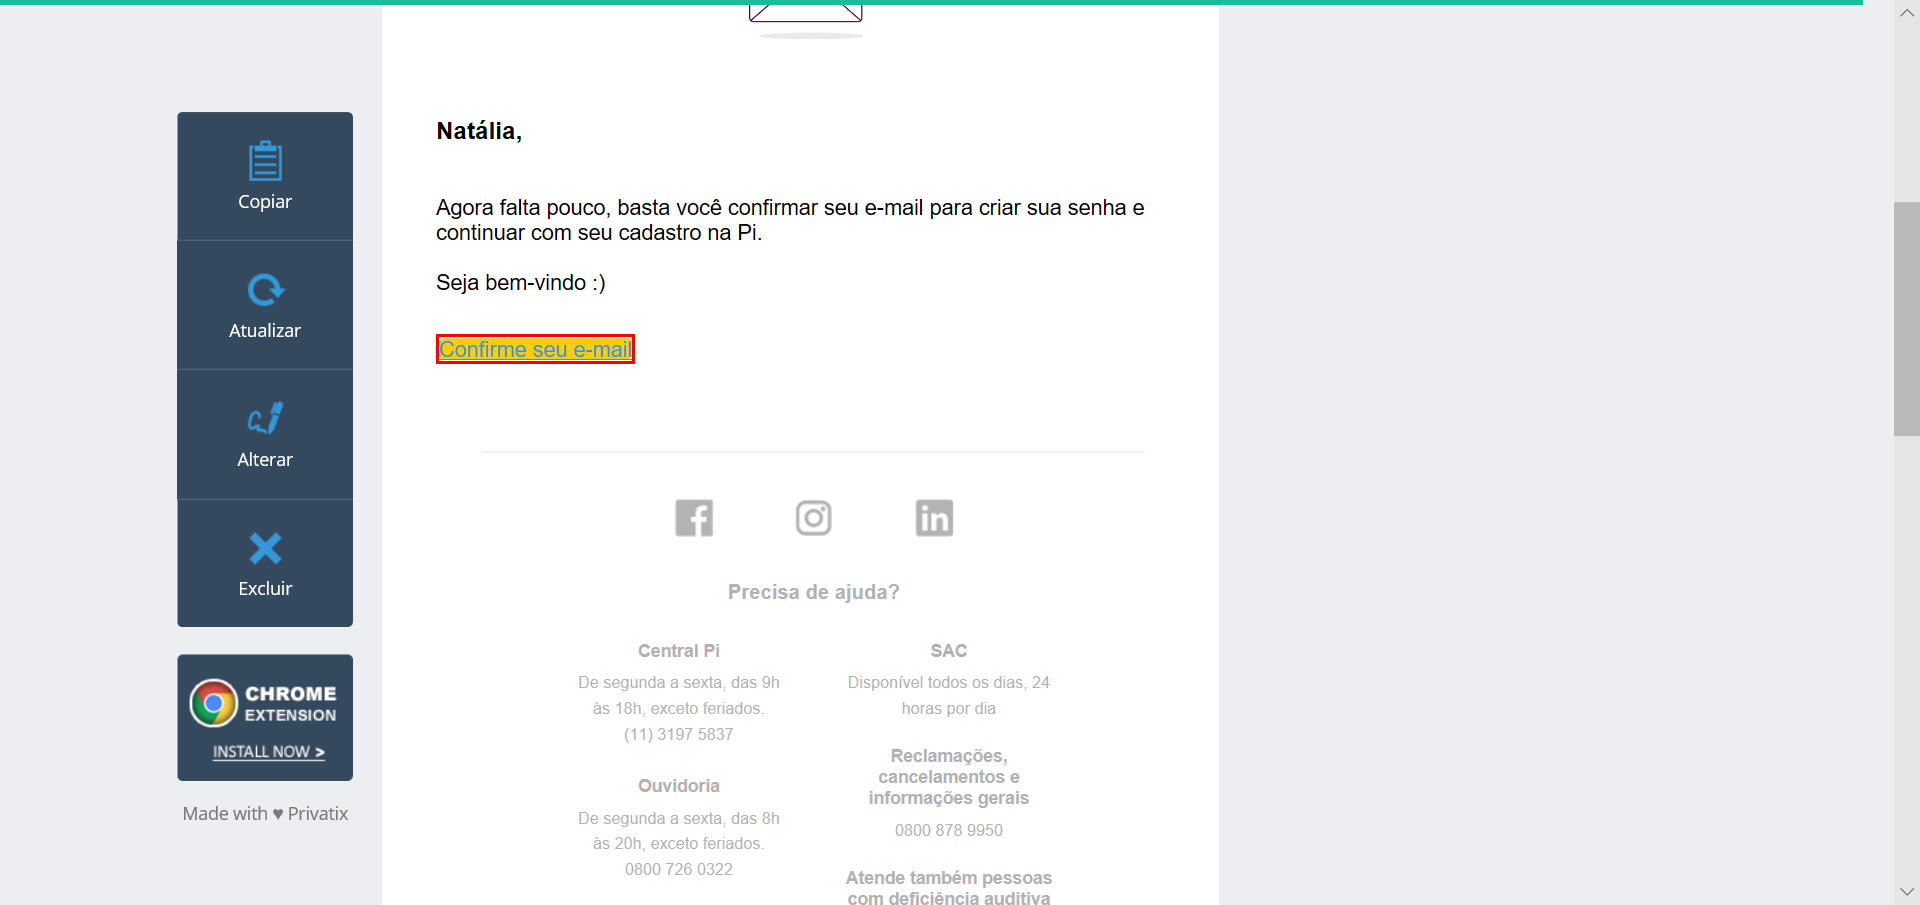 Copiar
Atualizar
Alterar
Excluir
CHROME
EXTENSION
INSTALL NOW >
Made with ♥ Privatix
Natália,
Agora falta pouco, basta você confirmar seu e-mail para criar sua senha e
continuar com seu cadastro na Pi.
Seja bem-vindo :)
Confirme seu e-mail
Precisa de ajuda?
Central Pi
De segunda a sexta, das 9h
às 18h, exceto feriados.
(11) 3197 5837
Ouvidoria
De segunda a sexta, das 8h
às 20h, exceto feriados.
0800 726 0322
SAC
Disponível todos os dias, 24
horas por dia
Reclamações,
cancelamentos e
informações gerais
0800 878 9950
Atende também pessoas
com deficiência auditiva